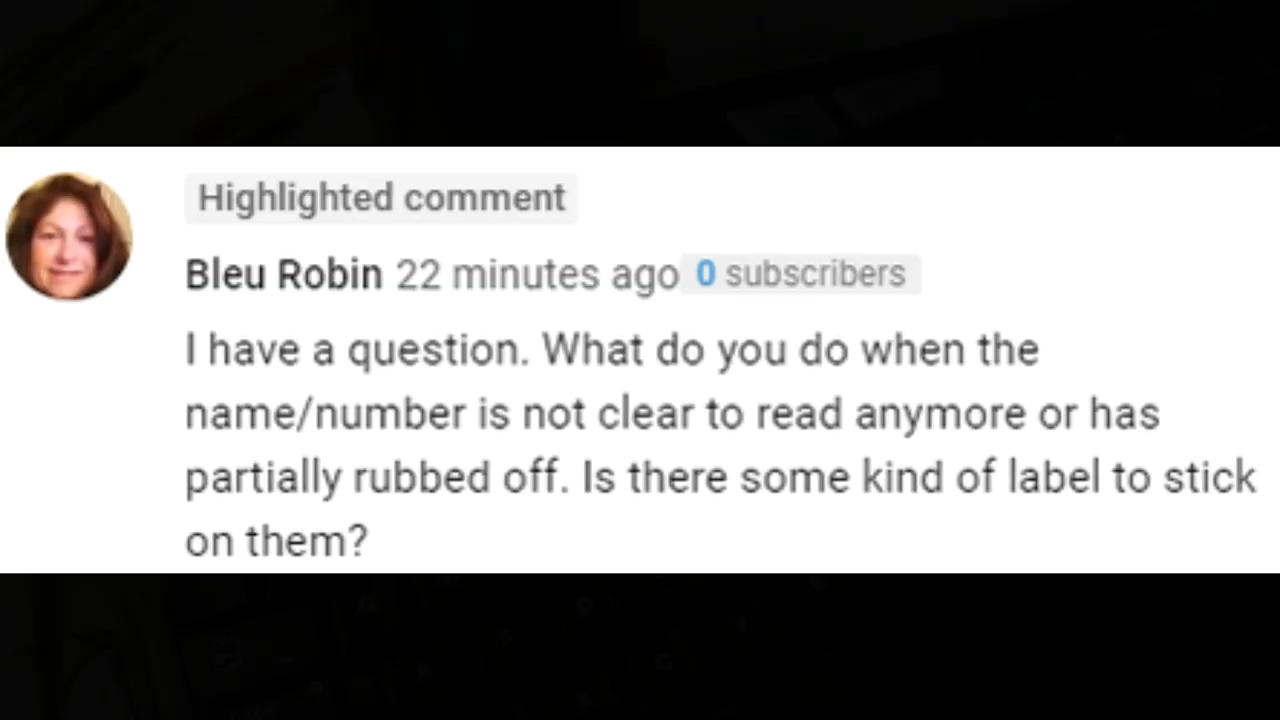 Highlighted comment
Bleu Robin 22 minutes ago 0 subscribers
I have a question. What do you do when the
name/number is not clear to read anymore or has
partially rubbed off. Is there some kind of label to stick
on them?